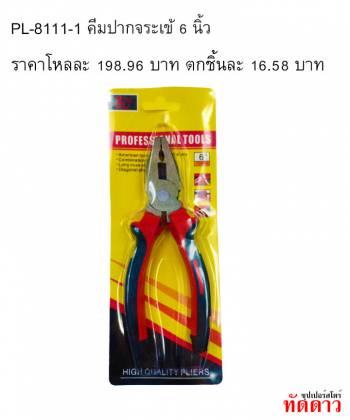 PL-8111-1 คีมปากจระเข้ 6 นิ้ว
ราคาโหลละ 198.96 บาท ตกชิ้นละ 16.58 บาท
PROFESSIONAL TOOLS
6
HIGH QUALITY PLIERS
ซุปเปอร์สโตร์
ทัดดาว